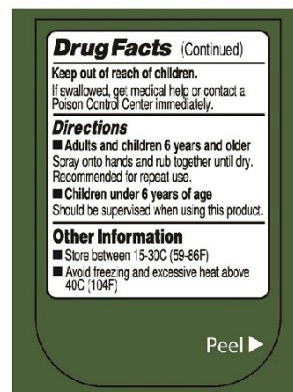 Drug Facts (Continued)
Keep out of reach of children.
If swallowed, get medical help or contact a
Poison Control Center immediately.
Directions
■ Adults and children 6 years and older
Spray onto hands and rub together until dry.
Recommended for repeat use.
■ Children under 6 years of age
Should be supervised when using this product.
Other Information
■ Store between 15-30C (59-86F)
■ Avoid freezing and excessive heat above
40C (104F)
Peel ▶